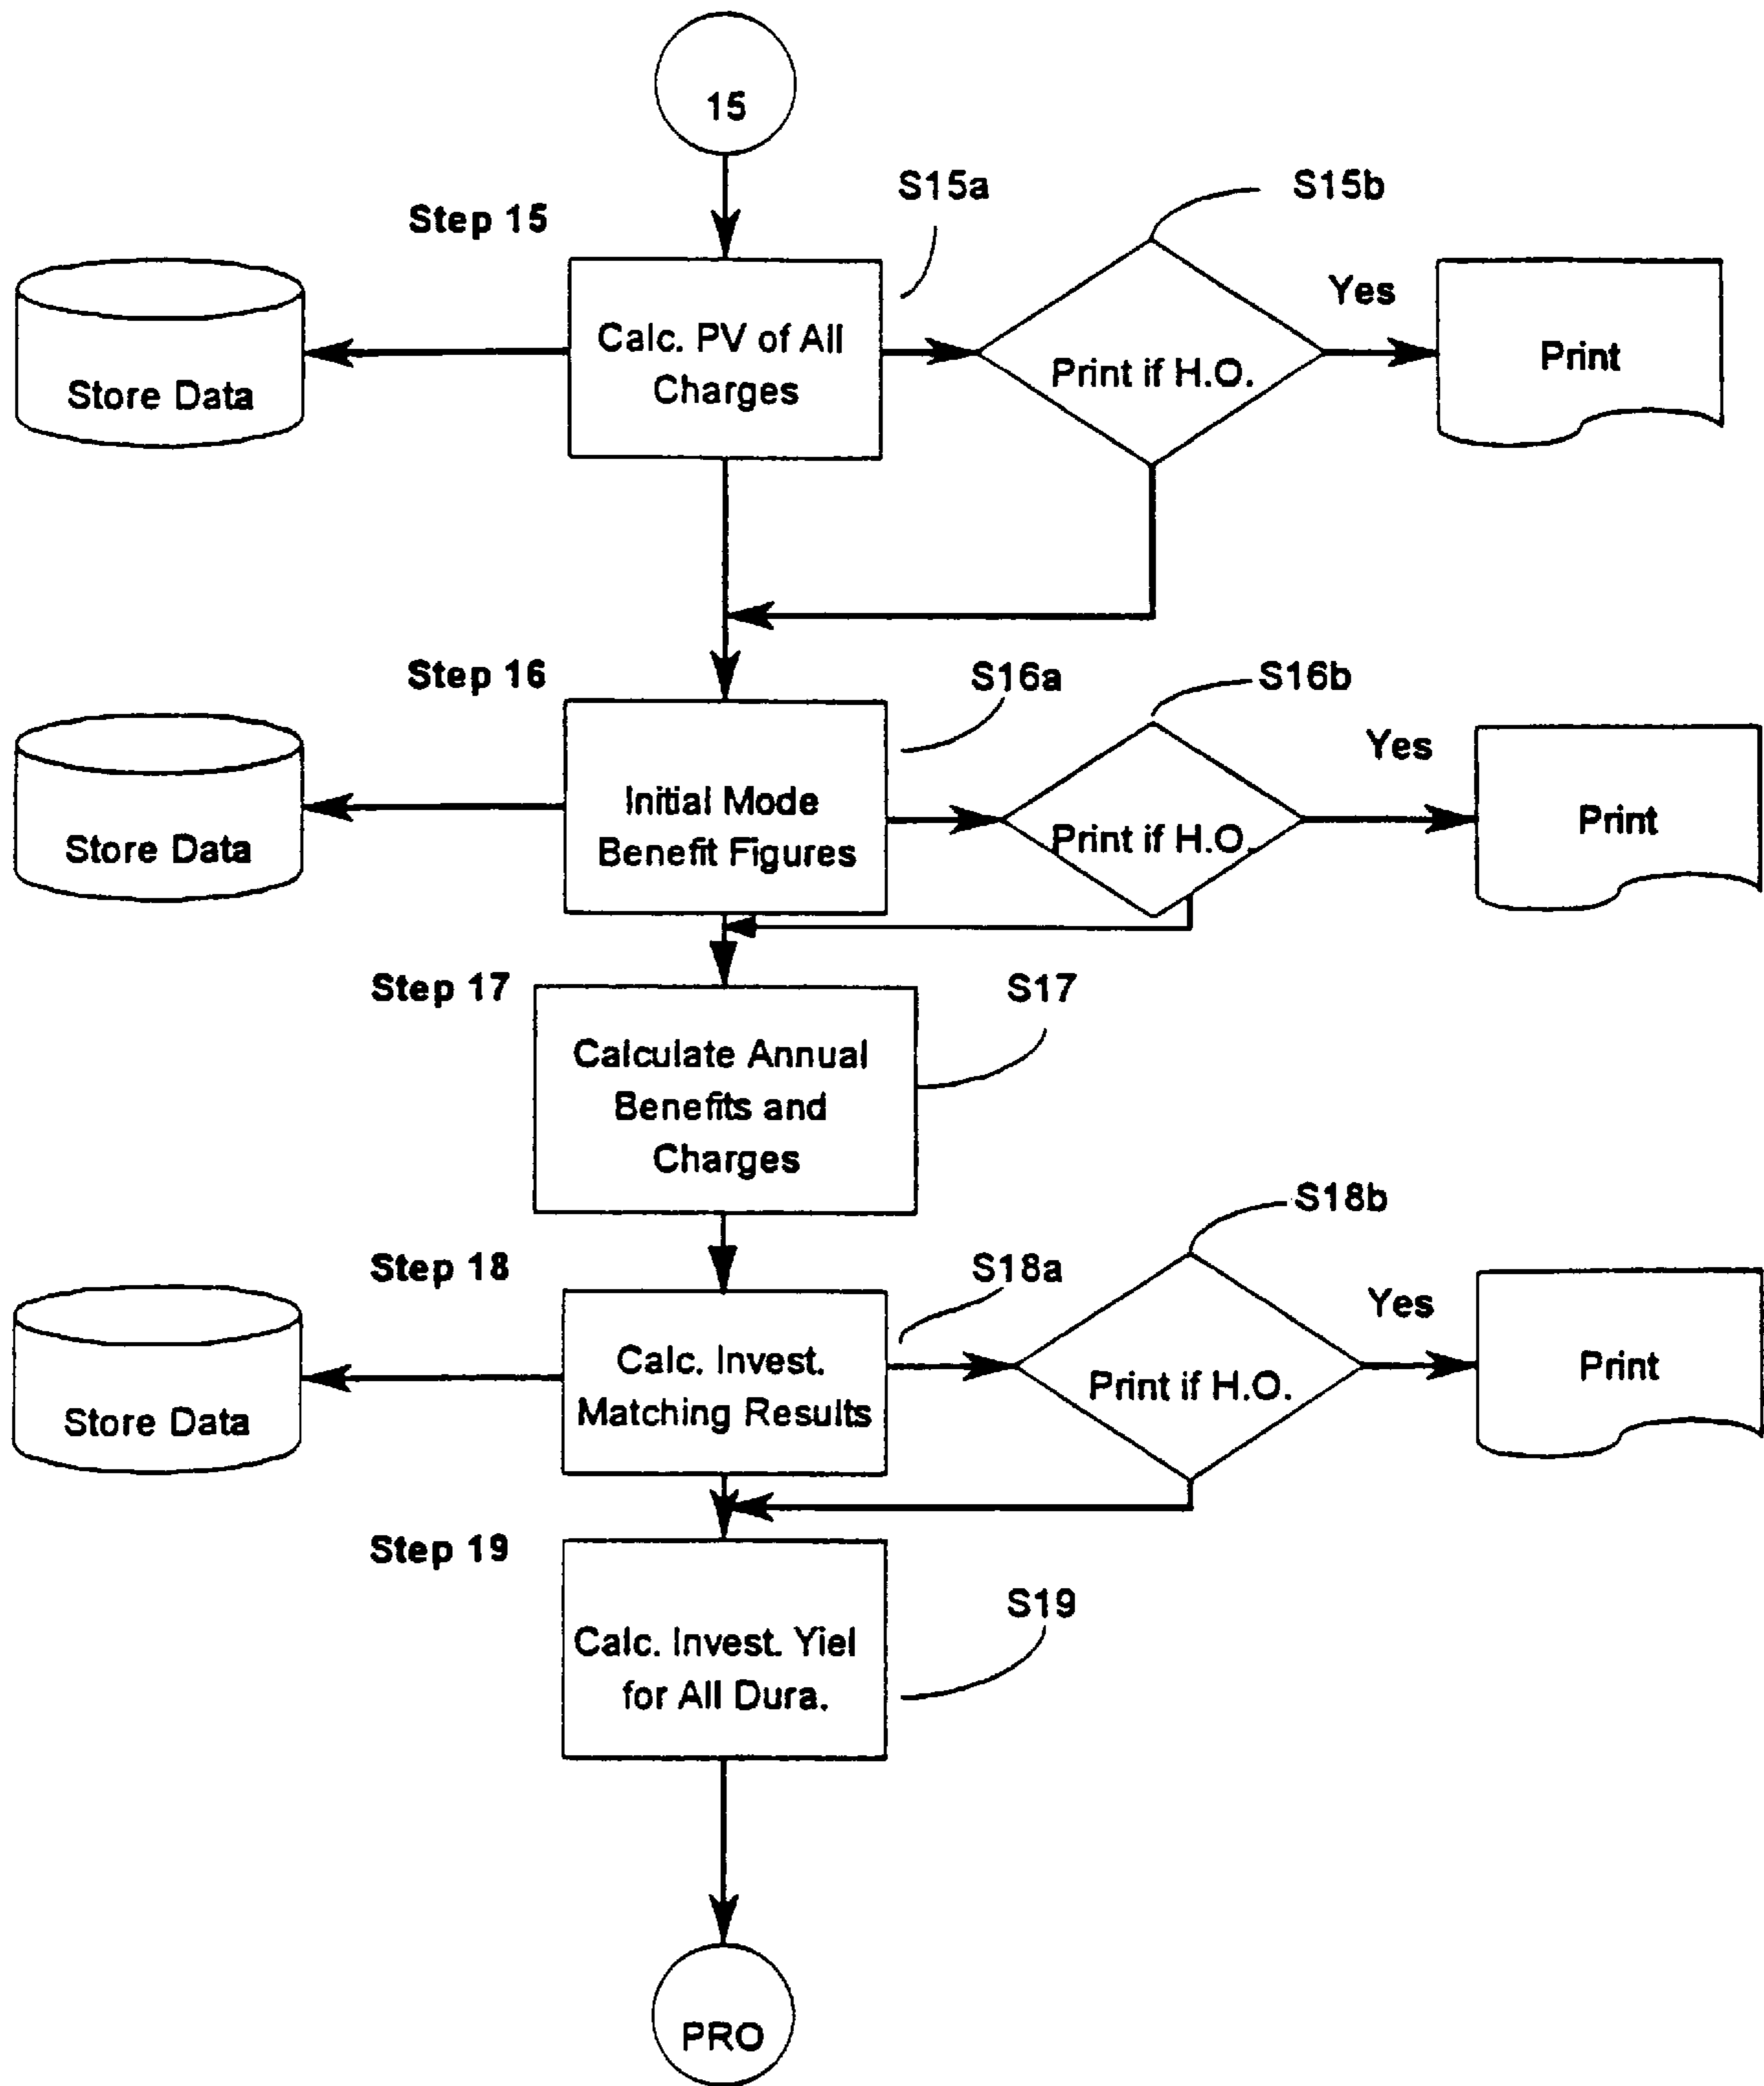 15
S15a
S15b
Step 15
Yes
Store Data
Calc. PV of All
Charges
Print if H.O.
Print
Step 16
S16a
S16b
Yes
Store Data
Initial Mode
Benefit Figures
Print if H.O.
Print
Step 17
S17
Calculate Annual
Benefits and
Charges
Step 18
S18a
S18b
Yes
Store Data
Calc. Invest.
Matching Results
Print if H.O.
Print
Step 19
S19
Calc. Invest. Yiel
for All Dura.
PRO